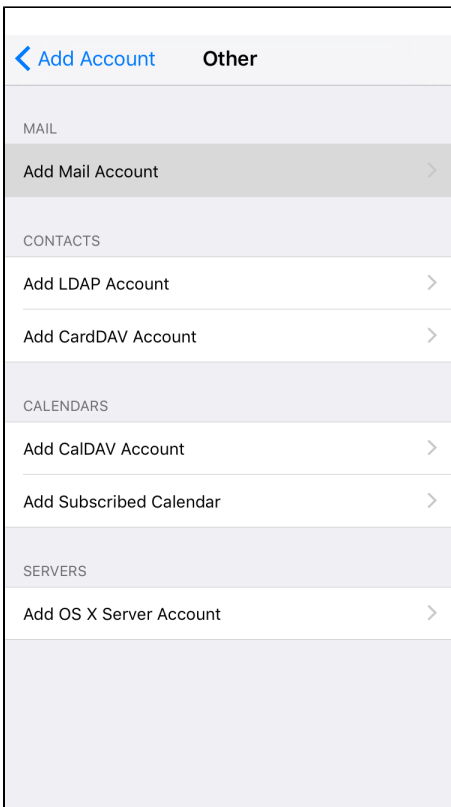 Add Account Other
MAIL
Add Mail Account
CONTACTS
Add LDAP Account
Add CardDAV Account
CALENDARS
Add CalDAV Account
Add Subscribed Calendar
SERVERS
Add OS X Server Account